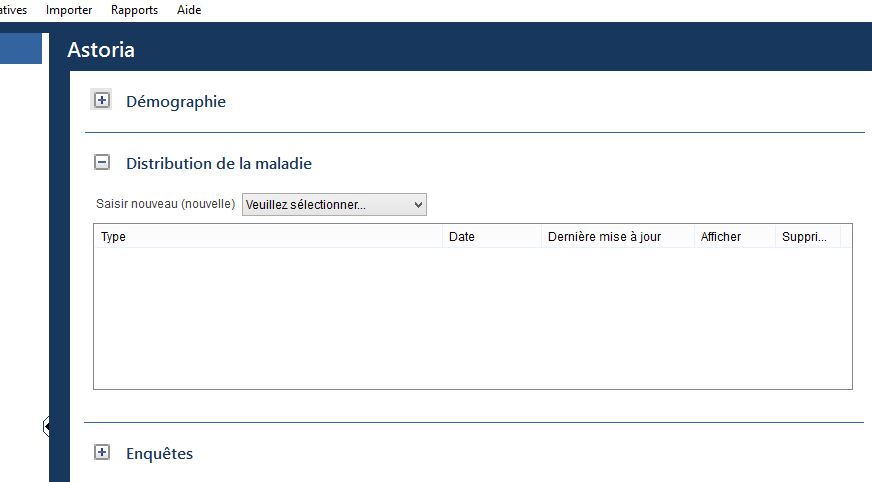 atives Importer Rapports Aide
Astoria
Démographie
Distribution de la maladie
Saisir nouveau (nouvelle) Veuillez sélectionner...
Type Date Dernière mise à jour Afficher Suppri...
Enquêtes